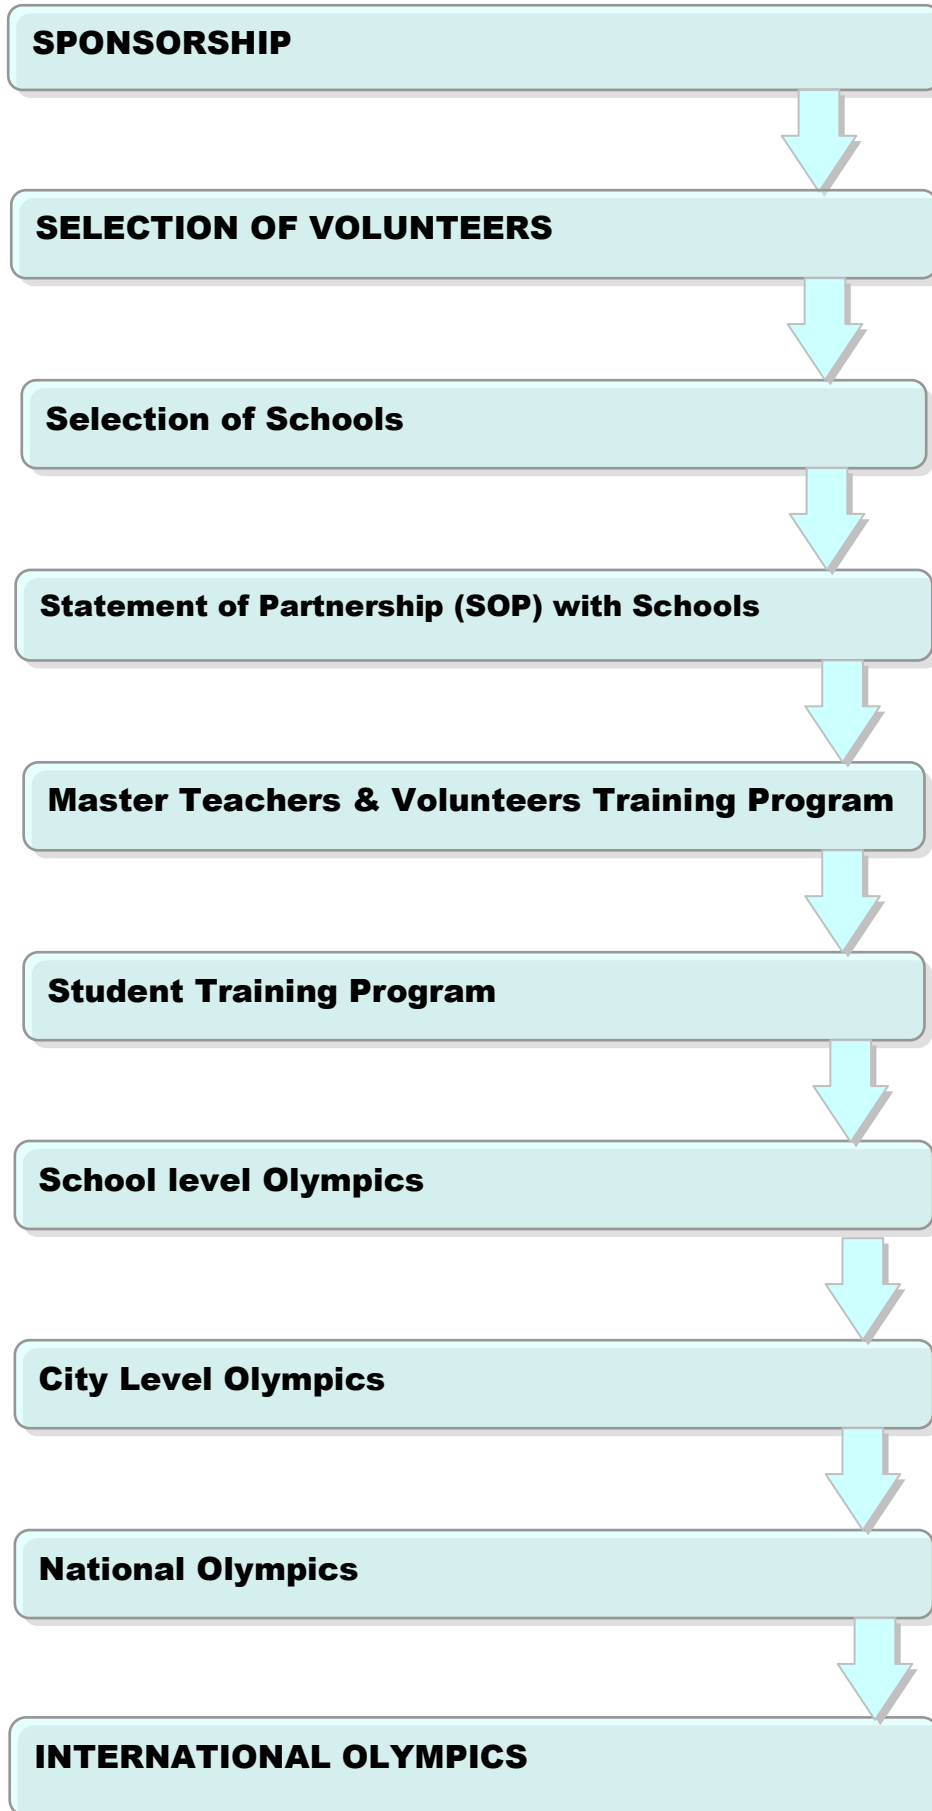 SPONSORSHIP
SELECTION OF VOLUNTEERS
Selection of Schools
Statement of Partnership (SOP) with Schools
Master Teachers & Volunteers Training Program
Student Training Program
School level Olympics
City Level Olympics
National Olympics
INTERNATIONAL OLYMPICS